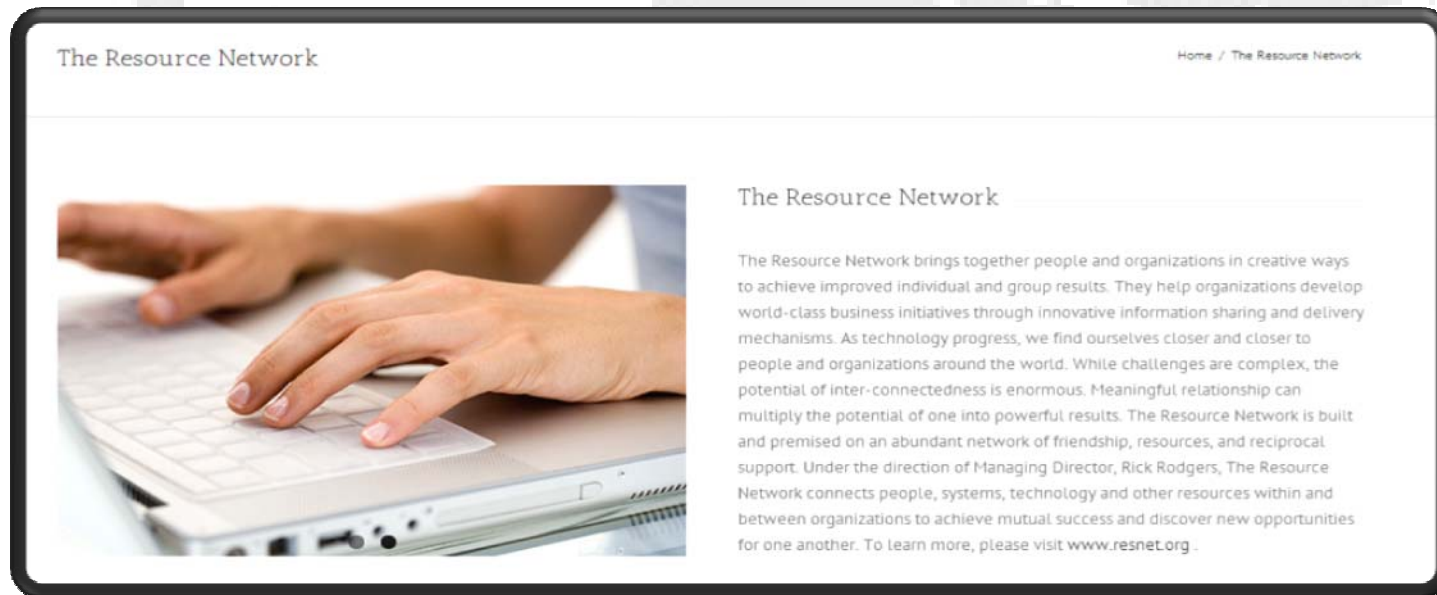 The Resource Network
Home / The Resource Network
The Resource Network
The Resource Network brings together people and organizations in creative ways
to achieve improved individual and group results. They help organizations develop
world-class business initiatives through innovative information sharing and delivery
mechanisms. As technology progress, we find ourselves closer and closer to
people and organizations around the world. While challenges are complex, the
potential of inter-connectedness is enormous. Meaningful relationship can
multiply the potential of one into powerful results. The Resource Network is built
and premised on an abundant network of friendship, resources, and reciprocal
support. Under the direction of Managing Director, Rick Rodgers, The Resource
Network connects people, systems, technology and other resources within and
between organizations to achieve mutual success and discover new opportunities
for one another. To learn more, please visit www.resnet.org .